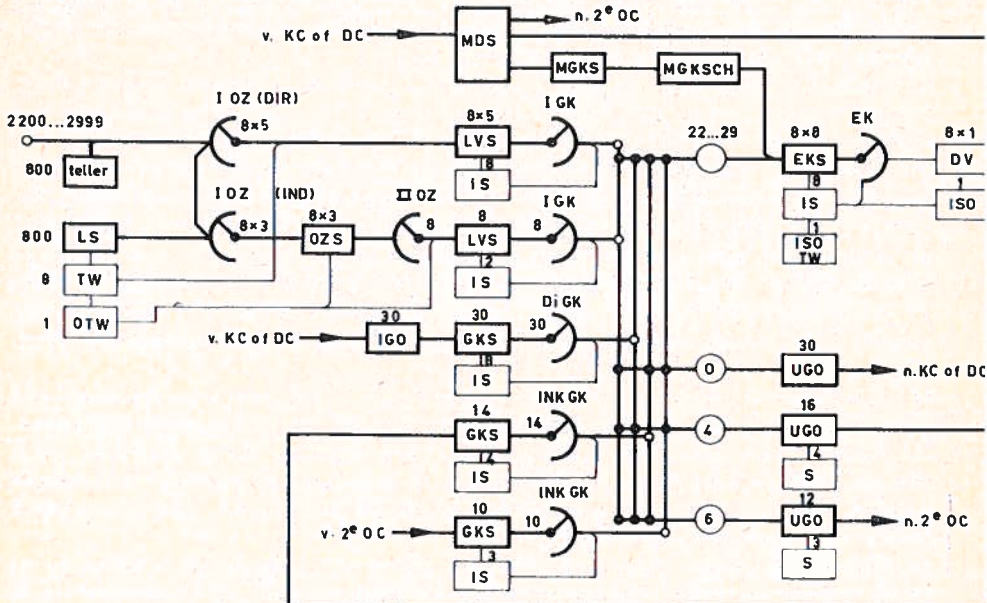 n. 2e OC
v. KC of DC
MDS
MGKS
MGKSCH
I OZ (DIR)
8×5
I GK
EK
2200...2999
8×5
22...29
8×8
8×1
LVS
EKS
DV
800
teller
8
IS
8
IS
1
ISO
I OZ (IND)
II OZ
I GK
8×3
8×3
8
8
8
1
ISO
TW
800
LS
OZS
LVS
2
IS
8
TW
Di GK
1
OTW
30
30
30
30
v. KC of DC
IGO
GKS
0
UGO
n. KC of DC
8
IS
INK GK
14
14
16
GKS
4
UGO
4
IS
4
S
INK GK
10
10
12
v. 2e OC
GKS
6
UGO
n. 2e OC
3
IS
3
S